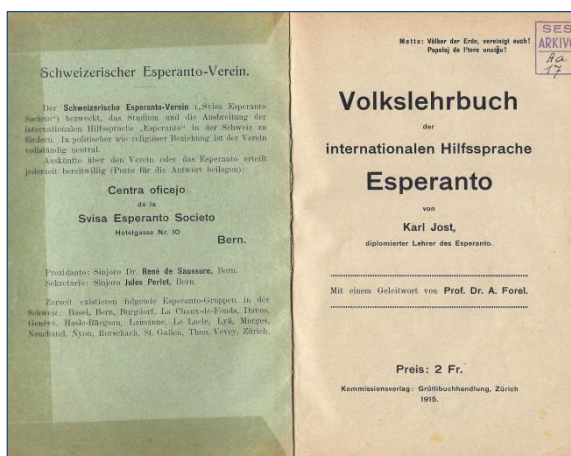 Schweizerischer Esperanto-Verein.
Der Schweizerische Esperanto-Verein („Svisa Esperanto
Societo“) bezweckt, das Studium und die Ausbreitung der
internationalen Hilfssprache „Esperanto“ in der Schweiz zu
fördern. In politischer wie religiöser Beziehung ist der Verein
vollständig neutral.
Auskünfte über den Verein oder das Esperanto erteilt
jederzeit bereitwillig (Porto für die Antwort beilegen):
Centra oficejo
de la
Svisa Esperanto Societo
Hotelgasse Nr. 10
Bern.
Prezidanto: Sinjoro Dr. René de Saussure, Bern.
Sekretario: Sinjoro Jules Perlet, Bern.
Zurzeit existieren folgende Esperanto-Gruppen in der
Schweiz: Basel, Bern, Burgdorf, La Chaux-de-Fonds, Davos,
Genève, Hasle-Rüegsau, Lausanne, Le Locle, Lyß, Morges,
Neuchâtel, Nyon, Rorschach, St. Gallen, Thun, Vevey, Zürich.
Motto: Völker der Erde, vereinigt euch!
Popoloj de l'tero unuiĝu!
SES
ARKIVO
Aa
17
Volkslehrbuch
der
internationalen Hilfssprache
Esperanto
von
Karl Jost,
diplomierter Lehrer des Esperanto.
Mit einem Geleitwort von Prof. Dr. A. Forel.
Preis: 2 Fr.
Kommissionsverlag: Grütlibuchhandlung, Zürich
1915.